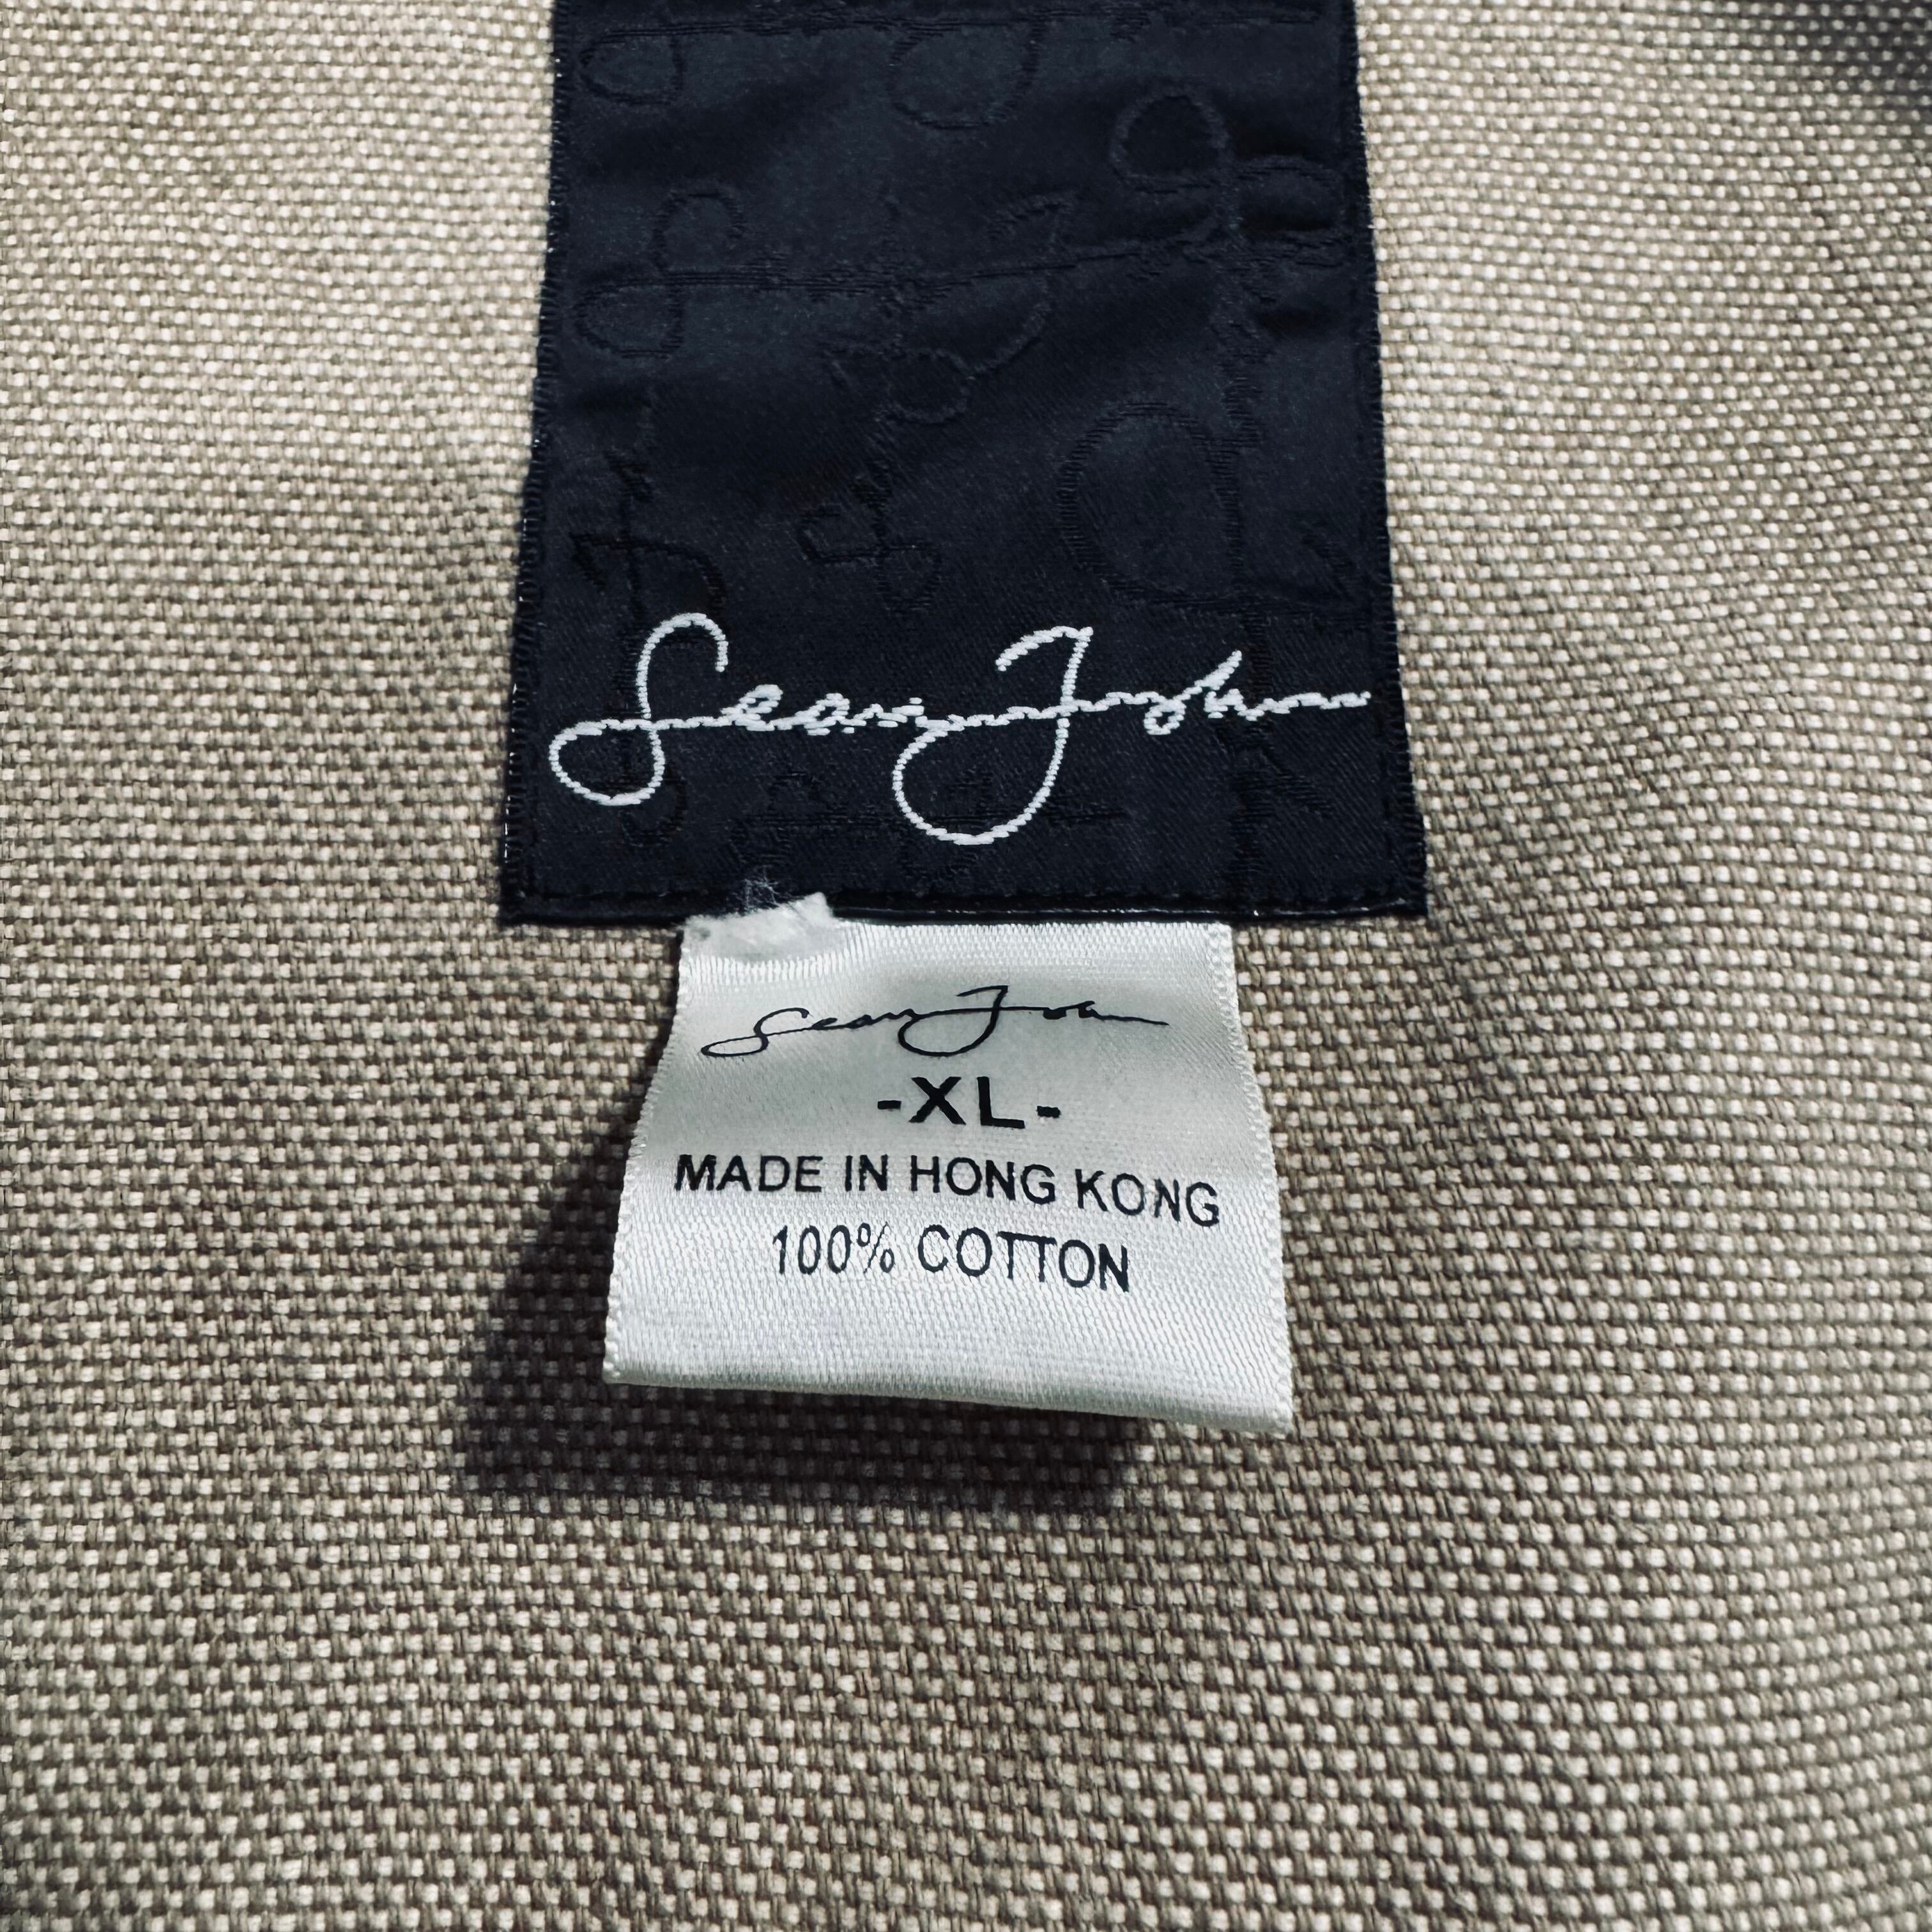 Sean John
Sean John
-XL-
MADE IN HONG KONG
100% COTTON